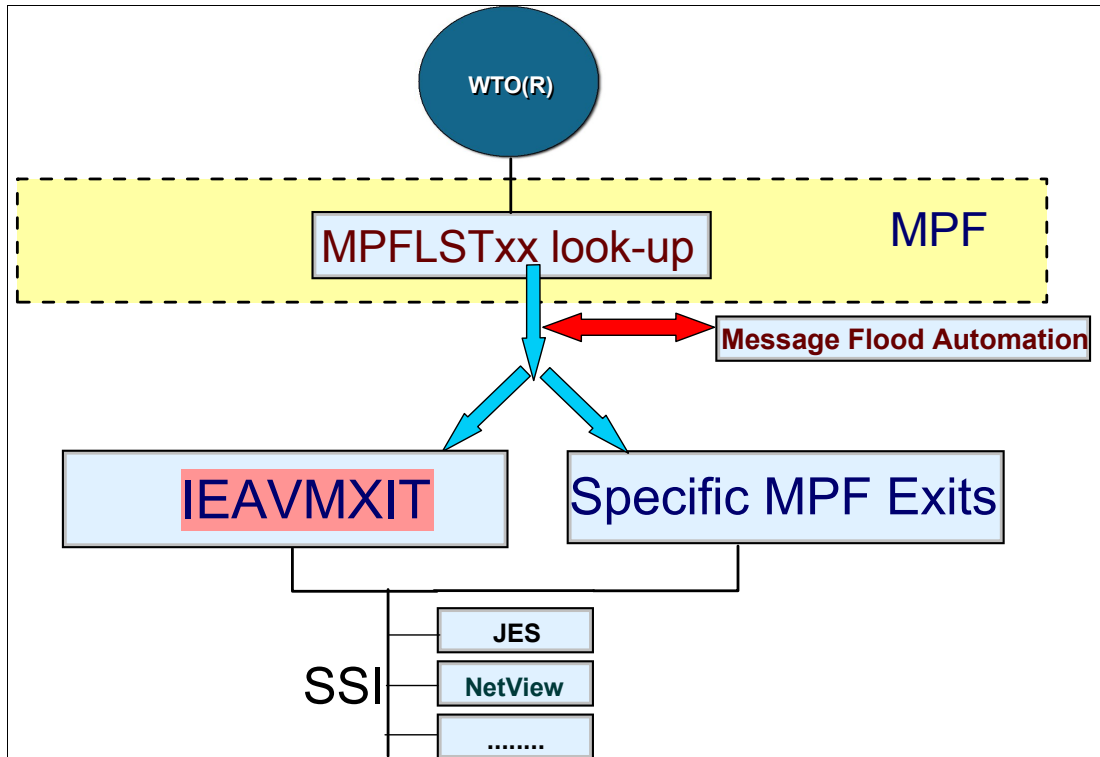 WTO(R)
MPFLSTxx look-up
MPF
Message Flood Automation
IEAVMXIT
Specific MPF Exits
JES
SSI
NetView
........